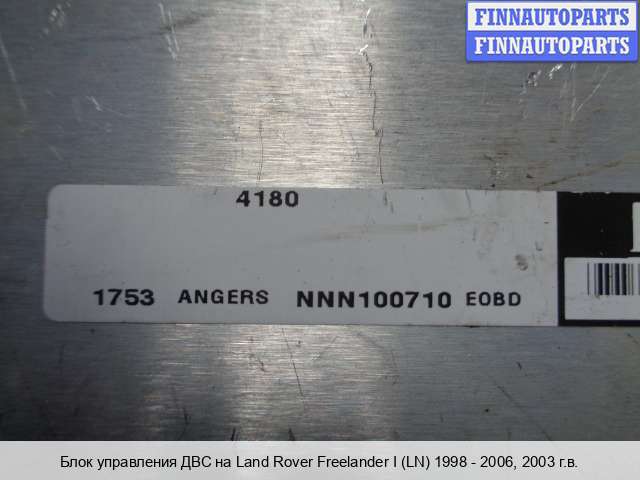 FINNAUTOPARTS
FINNAUTOPARTS
4180
1753 ANGERS NNN100710 EOBD
Блок управления ДВС на Land Rover Freelander I (LN) 1998 - 2006, 2003 г.в.